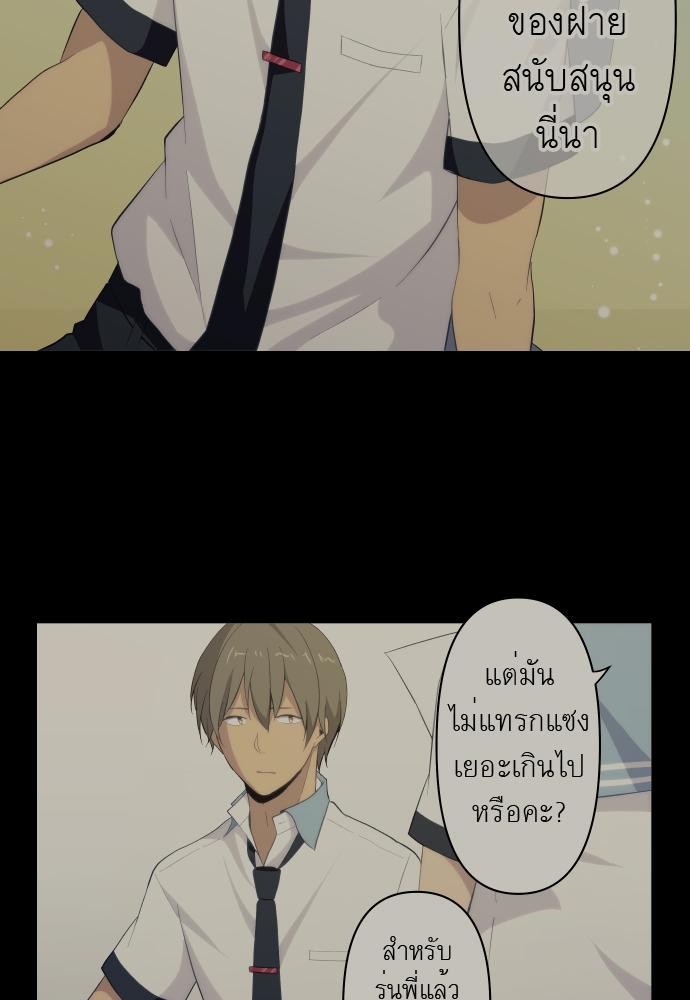 ของฝ่าย
สนับสนุน
นี่นา
แต่มัน
ไม่แทรกแซง
เยอะเกินไป
หรือคะ?
สำหรับ
รุ่นพี่แล้ว